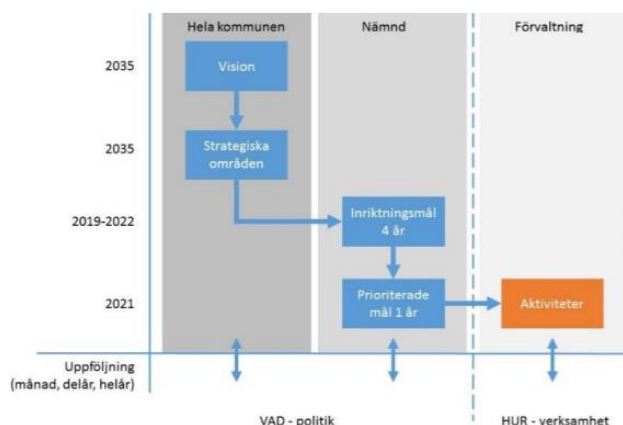 Hela kommunen
Nämnd
Förvaltning
2035
Vision
2035
Strategiska
områden
2019-2022
Inriktningsmål
4 år
2021
Prioriterade
mål 1 år
Aktiviteter
Uppföljning
(månad, delår, helår)
VAD - politik
HUR - verksamhet